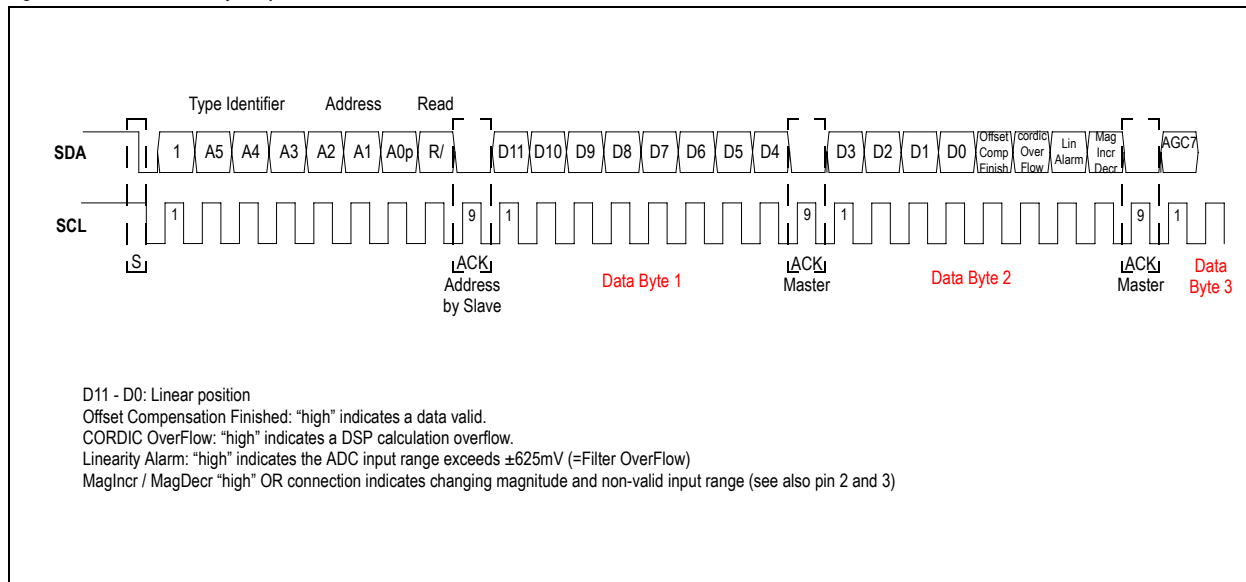 Type Identifier Address Read
SDA 1 A5 A4 A3 A2 A1 A0p R/ D11 D10 D9 D8 D7 D6 D5 D4 D3 D2 D1 D0 Offset Comp Finish cordic Over Flow Lin Alarm Mag Incr Decr AGC7
SCL 1 9 1 9 1 9 1
S ACK Address by Slave Data Byte 1 ACK Master Data Byte 2 ACK Master Data Byte 3
D11 - D0: Linear position
Offset Compensation Finished: “high” indicates a data valid.
CORDIC OverFlow: “high” indicates a DSP calculation overflow.
Linearity Alarm: “high” indicates the ADC input range exceeds ±625mV (=Filter OverFlow)
MagIncr / MagDecr “high” OR connection indicates changing magnitude and non-valid input range (see also pin 2 and 3)